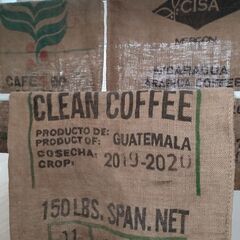 CISA
CAFES
NICARAGUA
ARABICA COFFEE
CLEAN COFFEE
PRODUCTO DE:
PRODUCT OF: GUATEMALA
COSECHA:
CROP: 2019-2020
150 LBS. SPAN. NET